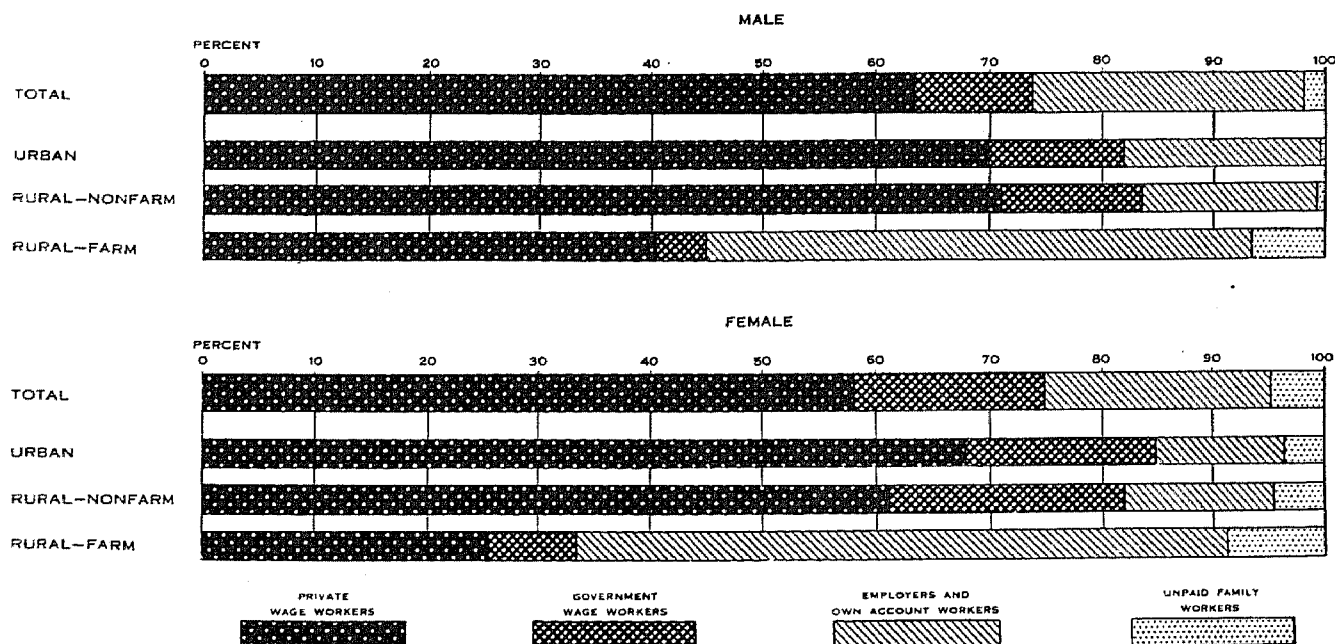 MALE
PERCENT
0 10 20 30 40 50 60 70 80 90 100
TOTAL
URBAN
RURAL—NONFARM
RURAL—FARM
FEMALE
PERCENT
0 10 20 30 40 50 60 70 80 90 100
TOTAL
URBAN
RURAL—NONFARM
RURAL—FARM
PRIVATE
WAGE WORKERS
GOVERNMENT
WAGE WORKERS
EMPLOYERS AND
OWN ACCOUNT WORKERS
UNPAID FAMILY
WORKERS